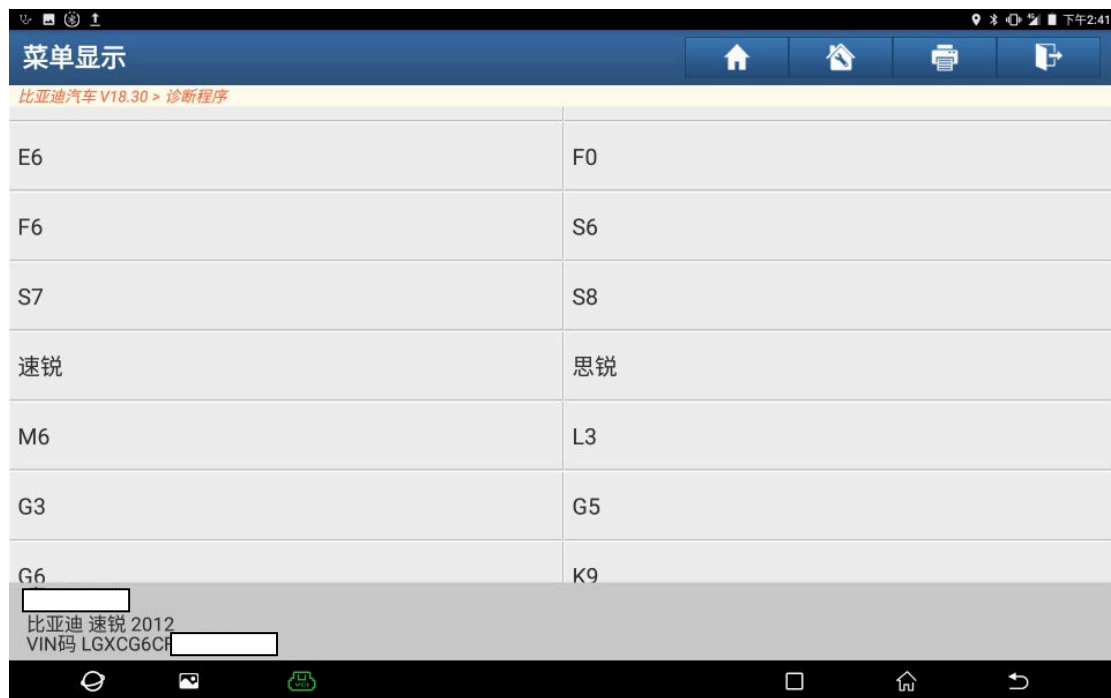 下午2:41
菜单显示
比亚迪汽车 V18.30 > 诊断程序
E6
F0
F6
S6
S7
S8
速锐
思锐
M6
L3
G3
G5
G6
K9
比亚迪 速锐 2012
VIN码 LGXCG6CF
VCI